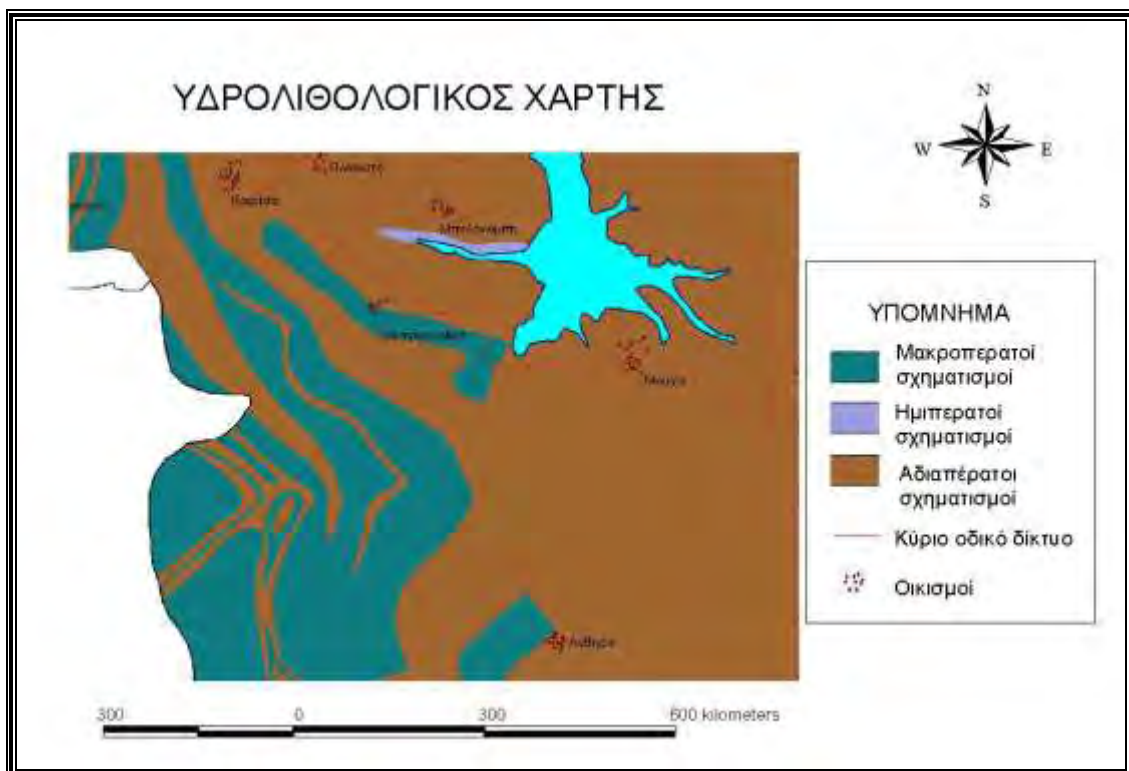 ΥΔΡΟΛΙΘΟΛΟΓΙΚΟΣ ΧΑΡΤΗΣ
N
W E
S
ΥΠΟΜΝΗΜΑ
Μακροπερατοί
σχηματισμοί
Ημιπερατοί
σχηματισμοί
Αδιαπέρατοι
σχηματισμοί
Κύριο οδικό δίκτυο
Οικισμοί
300 0 300 600 kilometers